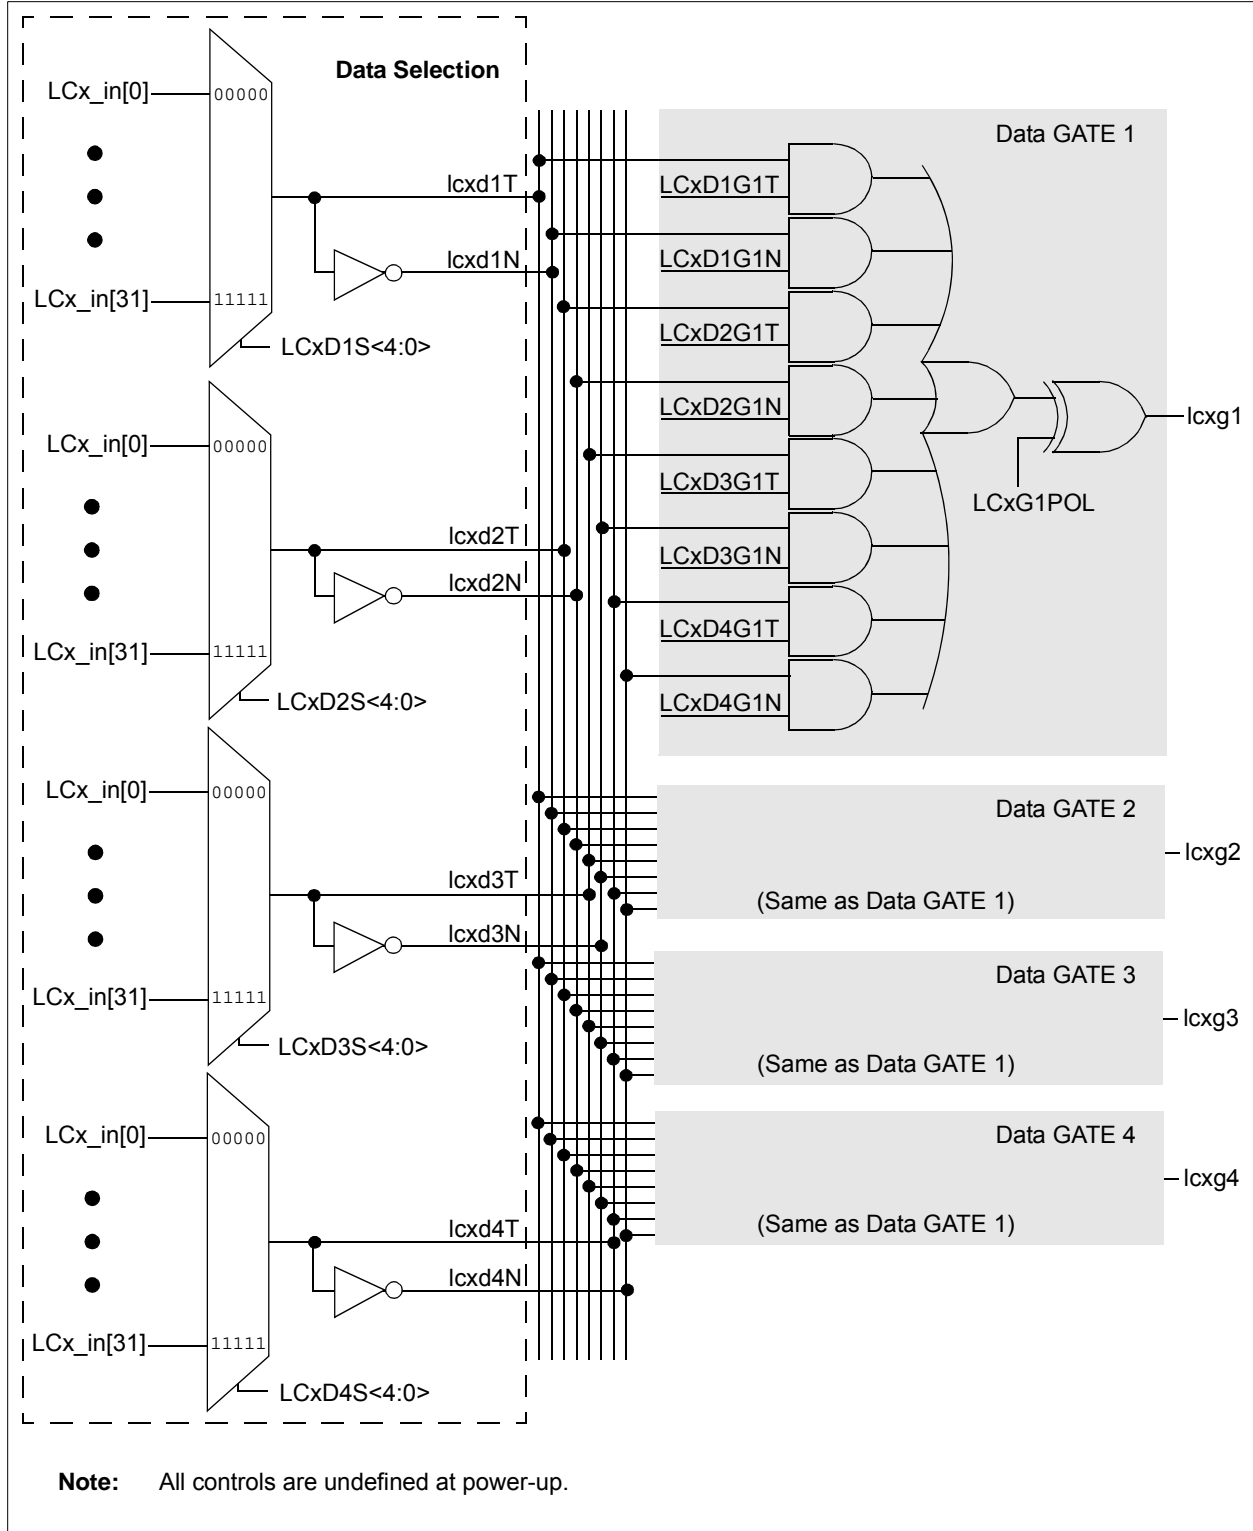 Data Selection
LCx_in[0]
00000
lcxd1T
lcxd1N
LCx_in[31]
11111
LCxD1S<4:0>
LCx_in[0]
00000
lcxd2T
lcxd2N
LCx_in[31]
11111
LCxD2S<4:0>
LCx_in[0]
00000
lcxd3T
lcxd3N
LCx_in[31]
11111
LCxD3S<4:0>
LCx_in[0]
00000
lcxd4T
lcxd4N
LCx_in[31]
11111
LCxD4S<4:0>
Data GATE 1
LCxD1G1T
LCxD1G1N
LCxD2G1T
LCxD2G1N
LCxD3G1T
LCxD3G1N
LCxD4G1T
LCxD4G1N
LCxG1POL
lcxg1
Data GATE 2
(Same as Data GATE 1)
lcxg2
Data GATE 3
(Same as Data GATE 1)
lcxg3
Data GATE 4
(Same as Data GATE 1)
lcxg4
Note: All controls are undefined at power-up.